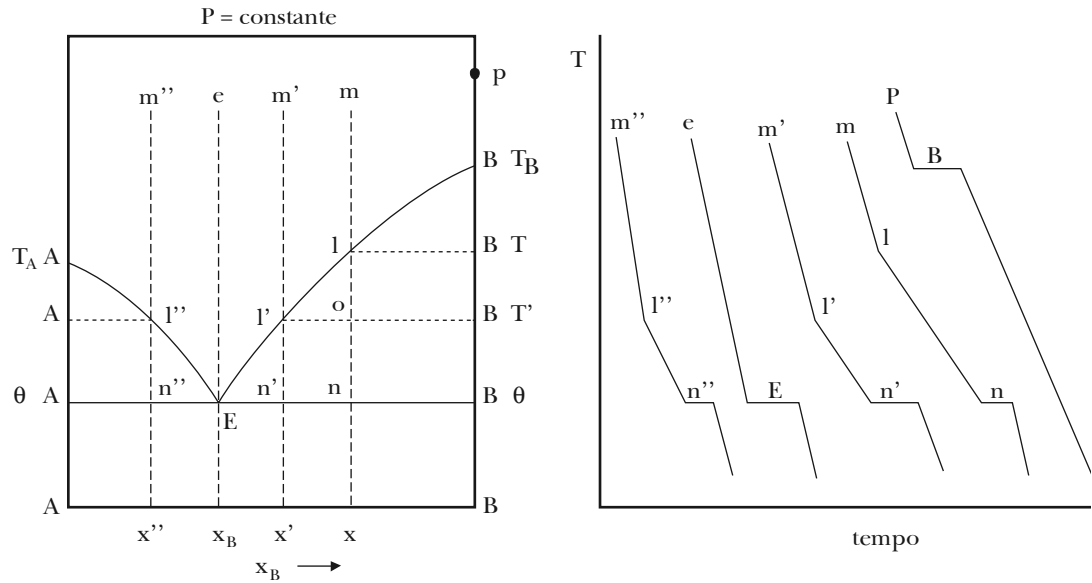 P = constante
p
m'' e m' m
B T_B
T_A A
l B T
A l'' l' o B T'
θ A n'' n' n B θ
E
A B
x'' x_B x' x
x_B
T
P
m'' e m' m
B
l
l'' l'
n'' E n' n
tempo